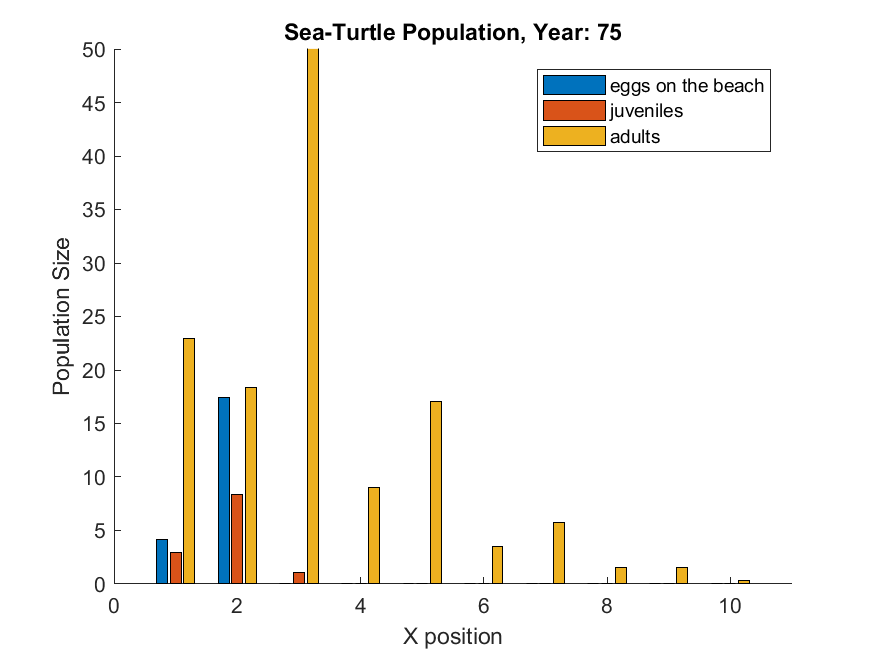 Sea-Turtle Population, Year: 75
50
45
40
35
30
25
20
15
10
5
0
Population Size
eggs on the beach
juveniles
adults
0 2 4 6 8 10
X position